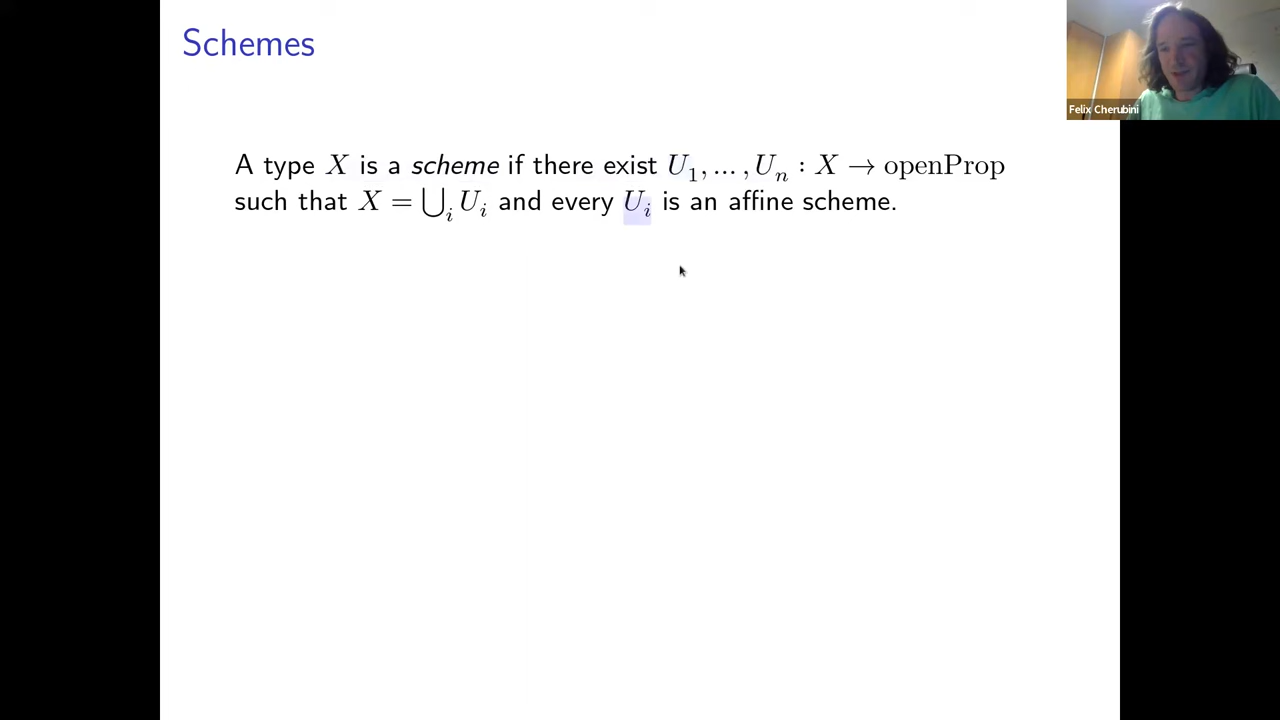 Schemes
A type X is a scheme if there exist U₁, ... , Uₙ : X → openProp
such that X = ⋃ᵢ Uᵢ and every Uᵢ is an affine scheme.
Felix Cherubini